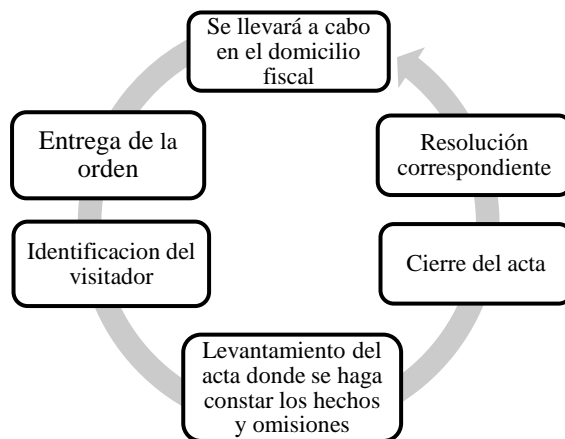 Se llevará a cabo
en el domicilio
fiscal
Entrega de la
orden
Identificacion del
visitador
Levantamiento del
acta donde se haga
constar los hechos
y omisiones
Cierre del acta
Resolución
correspondiente